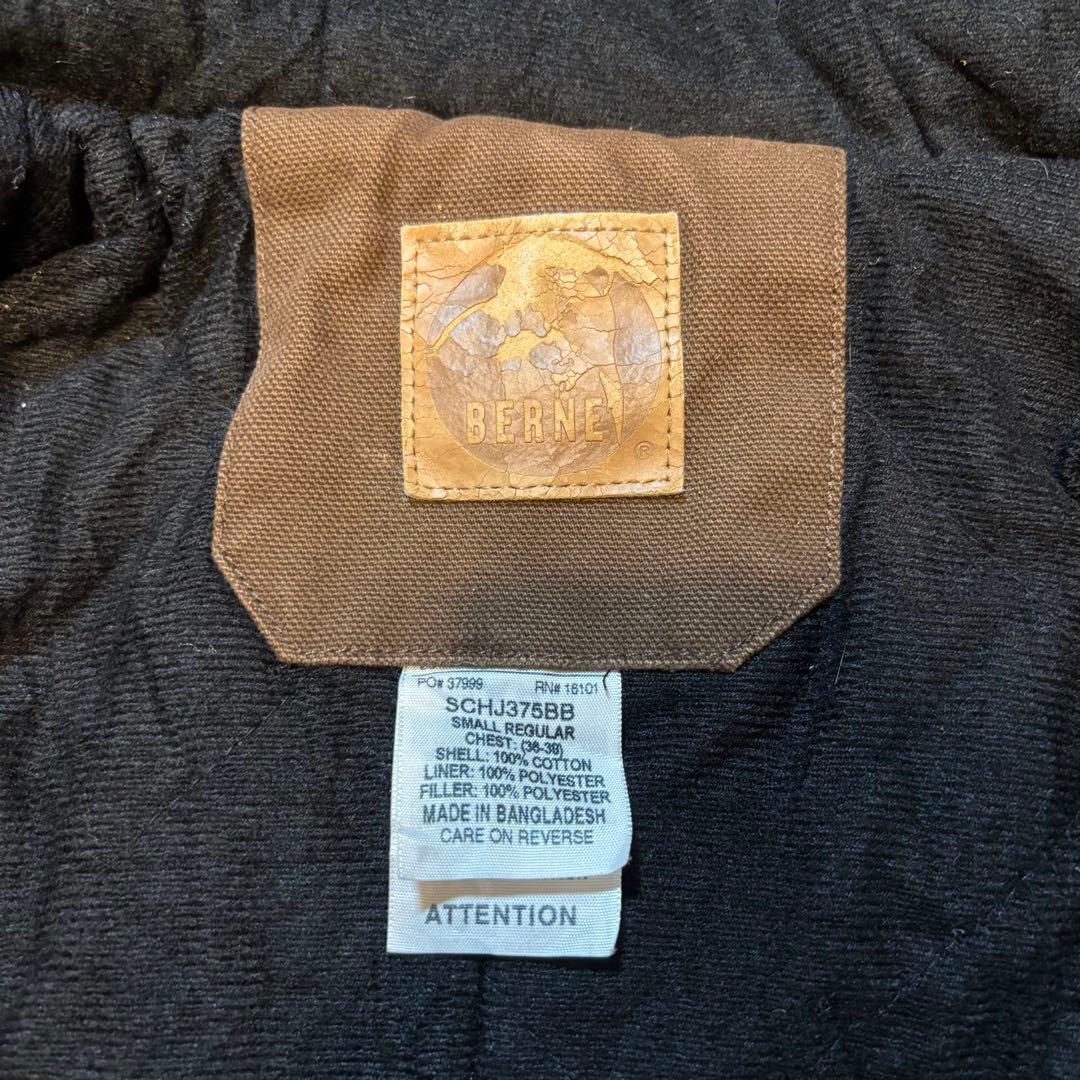 BERNE
®
PO# 37999 RN# 16101
SCHJ375BB
SMALL REGULAR
CHEST: (36-38)
SHELL: 100% COTTON
LINER: 100% POLYESTER
FILLER: 100% POLYESTER
MADE IN BANGLADESH
CARE ON REVERSE
ATTENTION